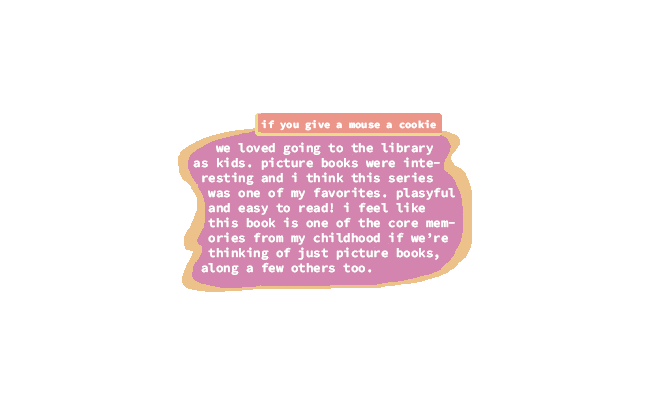 if you give a mouse a cookie
we loved going to the library
as kids. picture books were inte-
resting and i think this series
was one of my favorites. plasyful
and easy to read! i feel like
this book is one of the core mem-
ories from my childhood if we're
thinking of just picture books,
along a few others too.